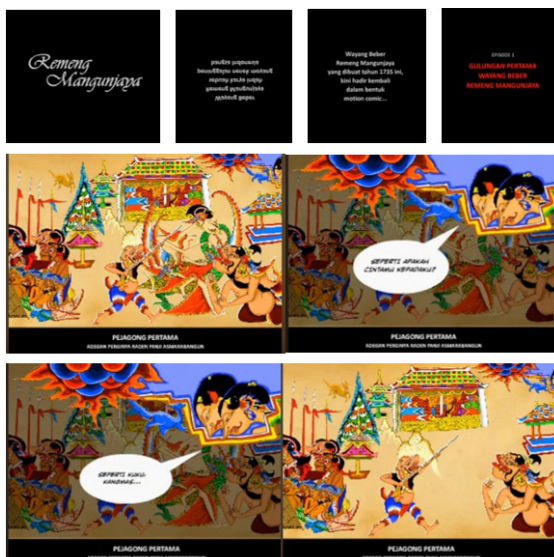 Remeng
Mangunjaya
Wayang Beber
Remeng Mangunjaya
yang dibuat tahun 1735 ini,
kini hadir kembali
dalam bentuk
motion comic...
EPISODE 1
GULUNGAN PERTAMA
WAYANG BEBER
REMENG MANGUNJAYA
PEJAGONG PERTAMA
ADEGAN PERGINYA RADEN PANJI ASMARABANGUN
SEPERTI APAKAH
CINTAMU KEPADAKU?
PEJAGONG PERTAMA
ADEGAN PERGINYA RADEN PANJI ASMARABANGUN
SEPERTI KUKU
KANGMAS...
PEJAGONG PERTAMA
PEJAGONG PERTAMA